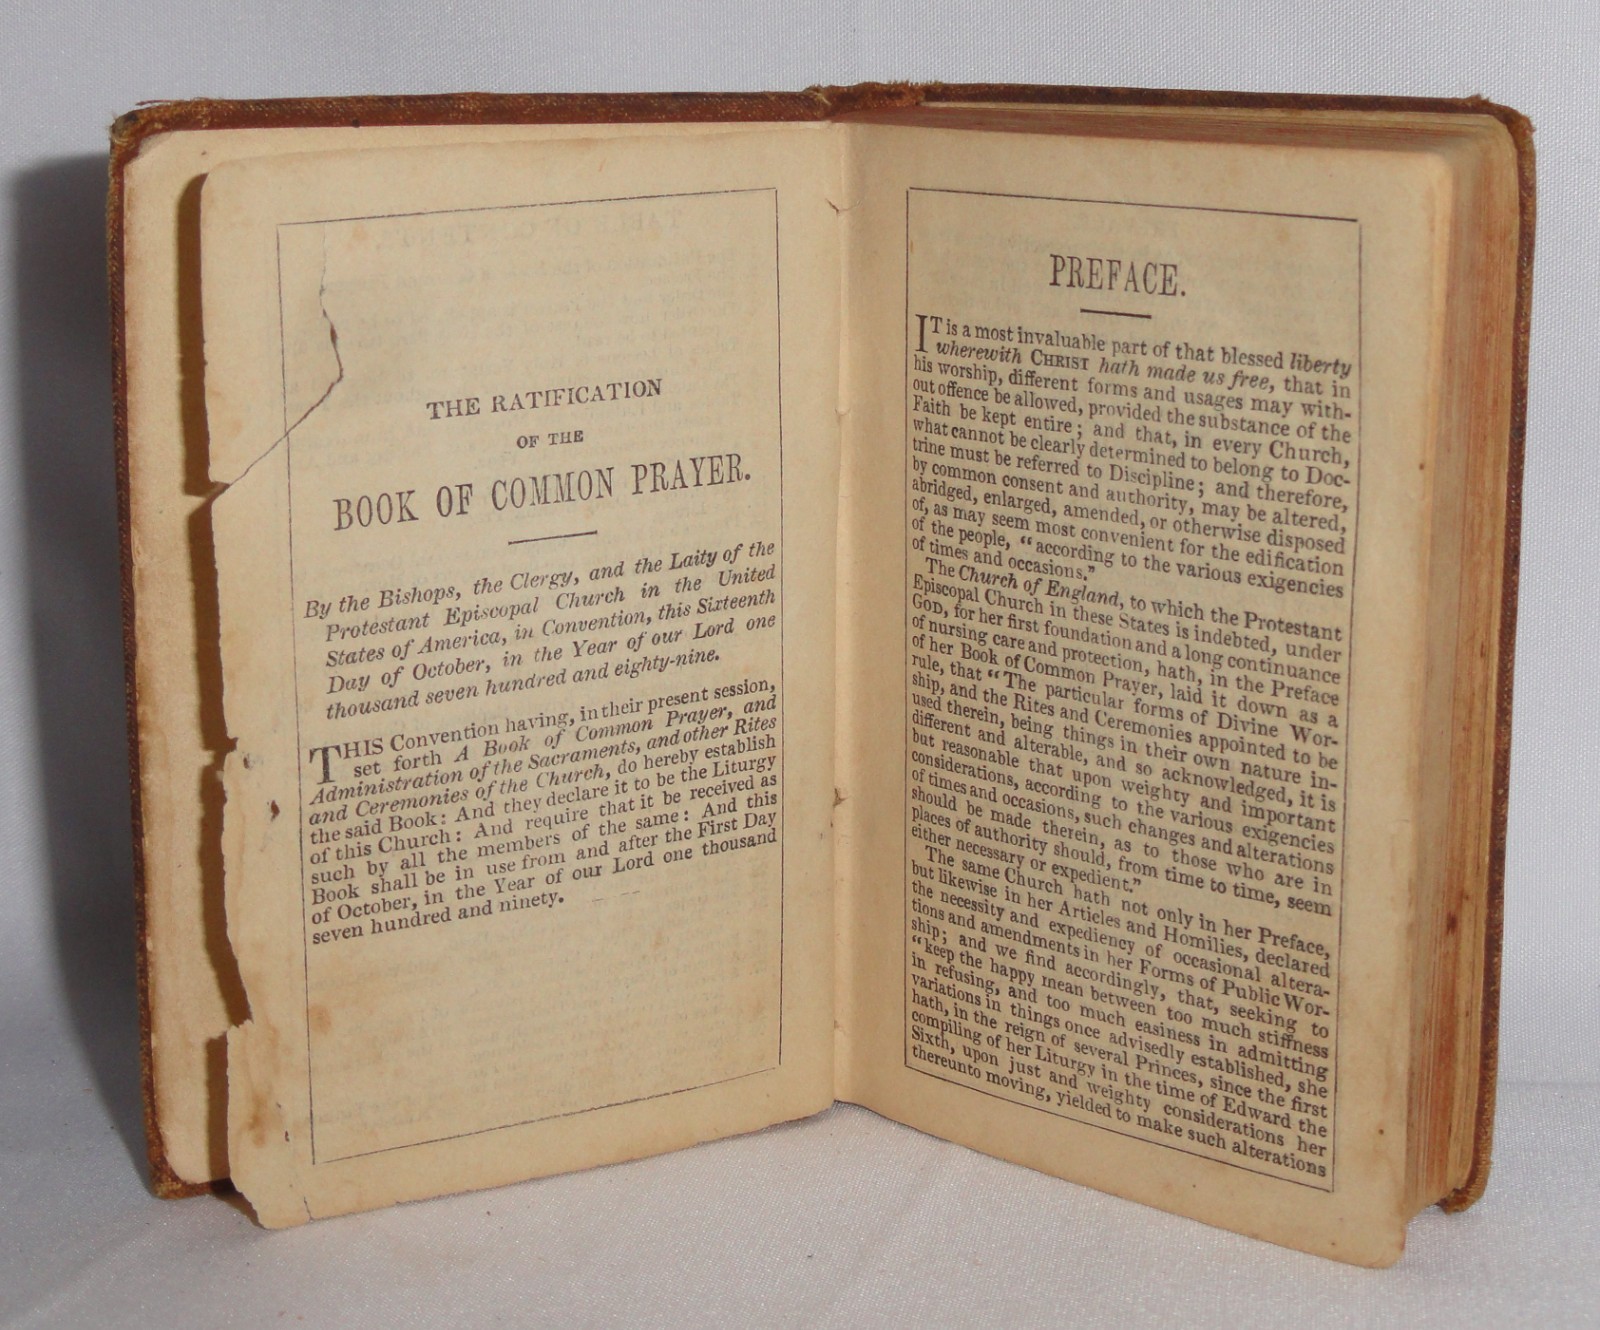 THE RATIFICATION
OF THE
BOOK OF COMMON PRAYER.
By the Bishops, the Clergy, and the Laity of the
Protestant Episcopal Church in the United
States of America, in Convention, this Sixteenth
Day of October, in the Year of our Lord one
thousand seven hundred and eighty-nine.
THIS Convention having, in their present session,
set forth A Book of Common Prayer, and
Administration of the Sacraments, and other Rites
and Ceremonies of the Church, do hereby establish
the said Book: And they declare it to be the Liturgy
of this Church: And require that it be received as
such by all the members of the same: And this
Book shall be in use from and after the First Day
of October, in the Year of our Lord one thousand
seven hundred and ninety.
PREFACE.
IT is a most invaluable part of that blessed liberty
wherewith CHRIST hath made us free, that in
his worship, different forms and usages may with-
out offence be allowed, provided the substance of the
Faith be kept entire; and that, in every Church,
what cannot be clearly determined to belong to Doc-
trine must be referred to Discipline; and therefore,
by common consent and authority, may be altered,
abridged, enlarged, amended, or otherwise disposed
of, as may seem most convenient for the edification
of the people, "according to the various exigencies
of times and occasions."
The Church of England, to which the Protestant
Episcopal Church in these States is indebted, under
GOD, for her first foundation and a long continuance
of nursing care and protection, hath, in the Preface
of her Book of Common Prayer, laid it down as a
rule, that "The particular forms of Divine Wor-
ship, and the Rites and Ceremonies appointed to be
used therein, being things in their own nature in-
different and alterable, and so acknowledged, it is
but reasonable that upon weighty and important
considerations, according to the various exigencies
of times and occasions, such changes and alterations
should be made therein, as to those who are in
places of authority should, from time to time, seem
either necessary or expedient."
The same Church hath not only in her Preface,
but likewise in her Articles and Homilies, declared
the necessity and expediency of occasional altera-
tions and amendments in her Forms of Public Wor-
ship; and we find accordingly, that, seeking to
"keep the happy mean between too much stiffness
in refusing, and too much easiness in admitting
variations in things once advisedly established, she
hath, in the reign of several Princes, since the first
compiling of her Liturgy in the time of Edward the
Sixth, upon just and weighty considerations her
thereunto moving, yielded to make such alterations